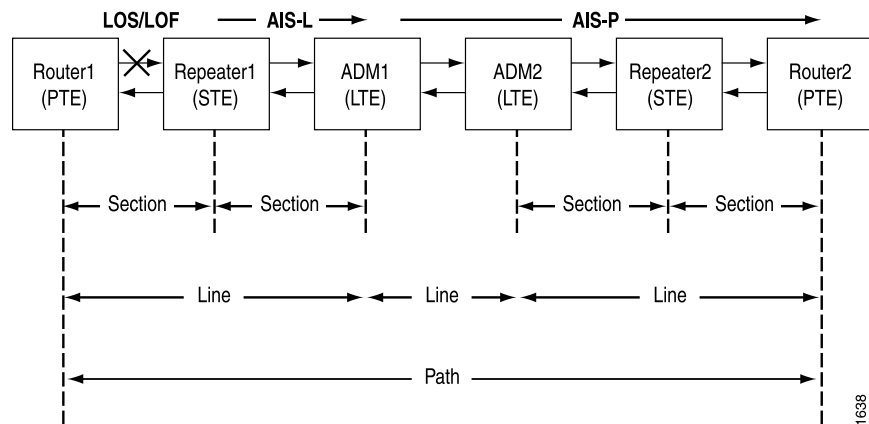 LOS/LOF AIS-L AIS-P
Router1 Repeater1 ADM1 ADM2 Repeater2 Router2
(PTE) (STE) (LTE) (LTE) (STE) (PTE)
Section Section Section Section
Line Line Line
Path
1638